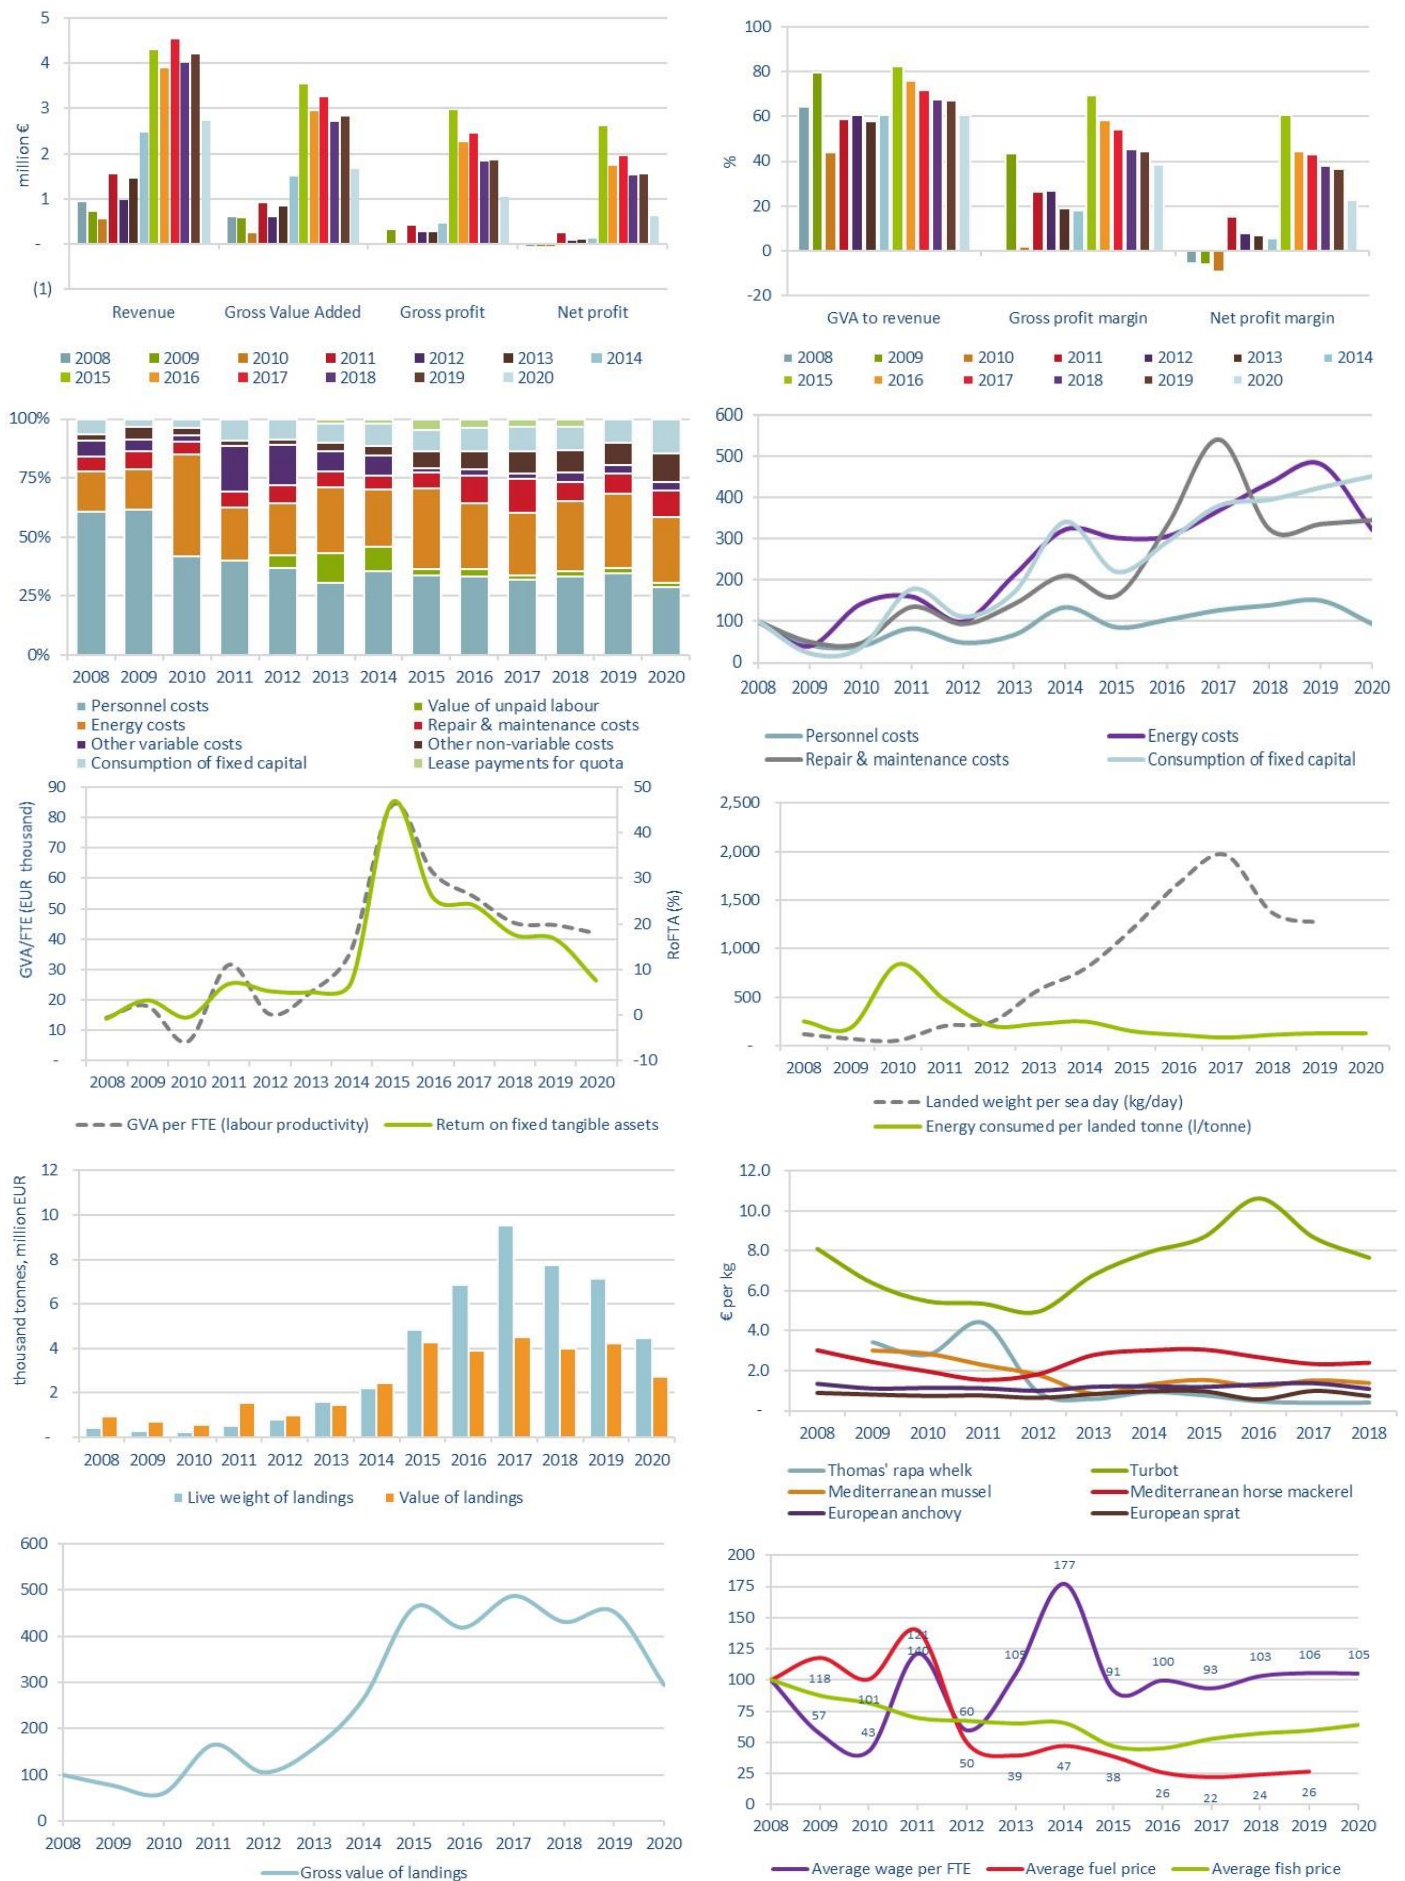 5
4
3
2
1
-
(1)
million €
Revenue Gross Value Added Gross profit Net profit
2008 2009 2010 2011 2012 2013 2014
2015 2016 2017 2018 2019 2020
100
80
60
40
20
0
-20
%
GVA to revenue Gross profit margin Net profit margin
2008 2009 2010 2011 2012 2013 2014
2015 2016 2017 2018 2019 2020
100%
75%
50%
25%
0%
2008 2009 2010 2011 2012 2013 2014 2015 2016 2017 2018 2019 2020
Personnel costs Value of unpaid labour
Energy costs Repair & maintenance costs
Other variable costs Other non-variable costs
Consumption of fixed capital Lease payments for quota
600
500
400
300
200
100
0
2008 2009 2010 2011 2012 2013 2014 2015 2016 2017 2018 2019 2020
Personnel costs Energy costs
Repair & maintenance costs Consumption of fixed capital
90
80
70
60
50
40
30
20
10
-
GVA/FTE (EUR thousand)
50
40
30
20
10
0
-10
RoFTA (%)
2008 2009 2010 2011 2012 2013 2014 2015 2016 2017 2018 2019 2020
GVA per FTE (labour productivity) Return on fixed tangible assets
2,500
2,000
1,500
1,000
500
-
2008 2009 2010 2011 2012 2013 2014 2015 2016 2017 2018 2019 2020
Landed weight per sea day (kg/day)
Energy consumed per landed tonne (l/tonne)
12
10
8
6
4
2
-
thousand tonnes, million EUR
2008 2009 2010 2011 2012 2013 2014 2015 2016 2017 2018 2019 2020
Live weight of landings Value of landings
12.0
10.0
8.0
6.0
4.0
2.0
-
€ per kg
2008 2009 2010 2011 2012 2013 2014 2015 2016 2017 2018
Thomas' rapa whelk Turbot
Mediterranean mussel Mediterranean horse mackerel
European anchovy European sprat
600
500
400
300
200
100
0
2008 2009 2010 2011 2012 2013 2014 2015 2016 2017 2018 2019 2020
Gross value of landings
200
175
150
125
100
75
50
25
0
57 43 121 60 105 177 91 100 93 103 106 105
118 101 140 50 39 47 38 26 22 24 26
2008 2009 2010 2011 2012 2013 2014 2015 2016 2017 2018 2019 2020
Average wage per FTE Average fuel price Average fish price